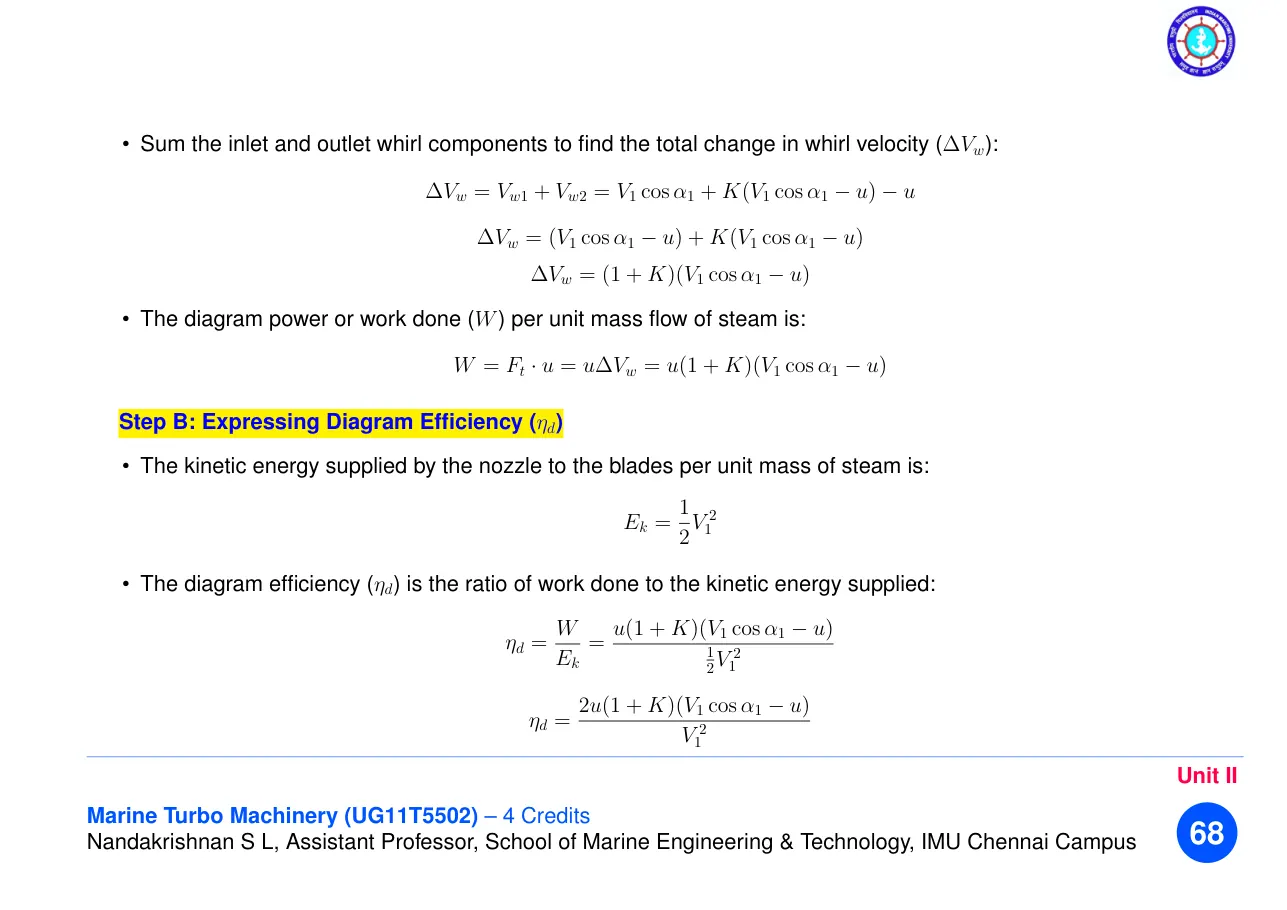 • Sum the inlet and outlet whirl components to find the total change in whirl velocity (ΔV_w):
ΔV_w = V_w1 + V_w2 = V_1 cos α_1 + K(V_1 cos α_1 − u) − u
ΔV_w = (V_1 cos α_1 − u) + K(V_1 cos α_1 − u)
ΔV_w = (1 + K)(V_1 cos α_1 − u)
• The diagram power or work done (W) per unit mass flow of steam is:
W = F_t · u = uΔV_w = u(1 + K)(V_1 cos α_1 − u)
Step B: Expressing Diagram Efficiency (η_d)
• The kinetic energy supplied by the nozzle to the blades per unit mass of steam is:
E_k = \frac{1}{2} V_1^2
• The diagram efficiency (η_d) is the ratio of work done to the kinetic energy supplied:
η_d = \frac{W}{E_k} = \frac{u(1 + K)(V_1 cos α_1 − u)}{\frac{1}{2} V_1^2}
η_d = \frac{2u(1 + K)(V_1 cos α_1 − u)}{V_1^2}
Unit II
Marine Turbo Machinery (UG11T5502) – 4 Credits
Nandakrishnan S L, Assistant Professor, School of Marine Engineering & Technology, IMU Chennai Campus
68